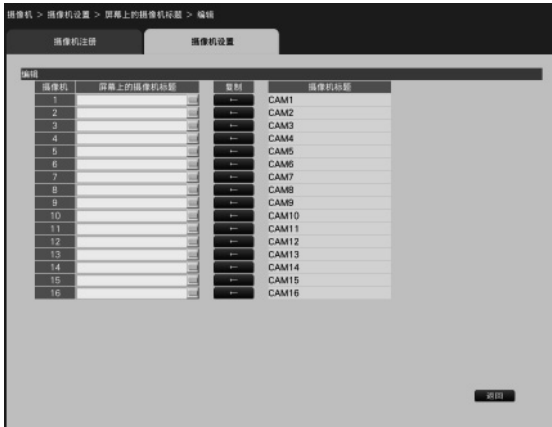 摄像机 > 摄像机设置 > 屏幕上的摄像机标题 > 编辑
摄像机注册 摄像机设置
编辑
摄像机 屏幕上的摄像机标题 复制 摄像机标题
1 ← CAM1
2 ← CAM2
3 ← CAM3
4 ← CAM4
5 ← CAM5
6 ← CAM6
7 ← CAM7
8 ← CAM8
9 ← CAM9
10 ← CAM10
11 ← CAM11
12 ← CAM12
13 ← CAM13
14 ← CAM14
15 ← CAM15
16 ← CAM16
返回